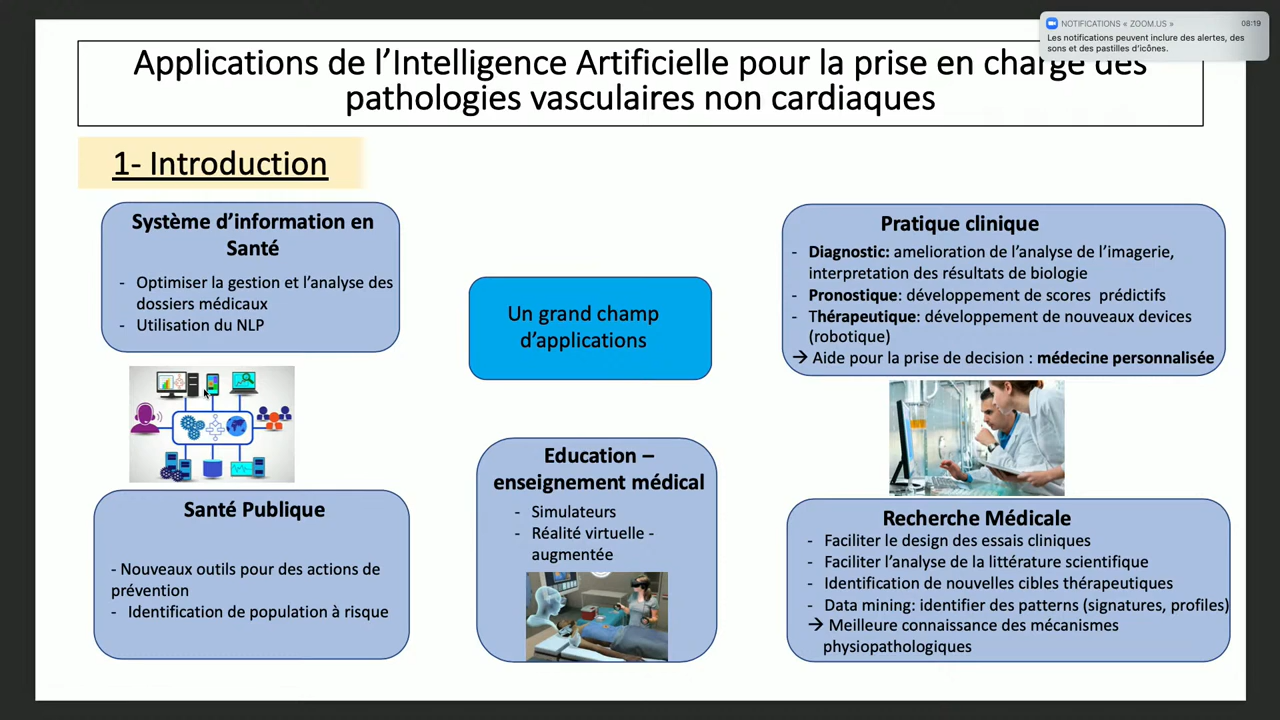 NOTIFICATIONS « ZOOM.US »
08:19
Les notifications peuvent inclure des alertes, des
sons et des pastilles d'icônes.
Applications de l'Intelligence Artificielle pour la prise en charge des
pathologies vasculaires non cardiaques
1- Introduction
Système d'information en
Santé
- Optimiser la gestion et l'analyse des
dossiers médicaux
- Utilisation du NLP
Un grand champ
d'applications
Pratique clinique
- Diagnostic: amelioration de l'analyse de l'imagerie,
interpretation des résultats de biologie
- Pronostique: développement de scores prédictifs
- Thérapeutique: développement de nouveaux devices
(robotique)
→ Aide pour la prise de decision : médecine personnalisée
Santé Publique
- Nouveaux outils pour des actions de
prévention
- Identification de population à risque
Education –
enseignement médical
- Simulateurs
- Réalité virtuelle -
augmentée
Recherche Médicale
- Faciliter le design des essais cliniques
- Faciliter l'analyse de la littérature scientifique
- Identification de nouvelles cibles thérapeutiques
- Data mining: identifier des patterns (signatures, profiles)
→ Meilleure connaissance des mécanismes
physiopathologiques